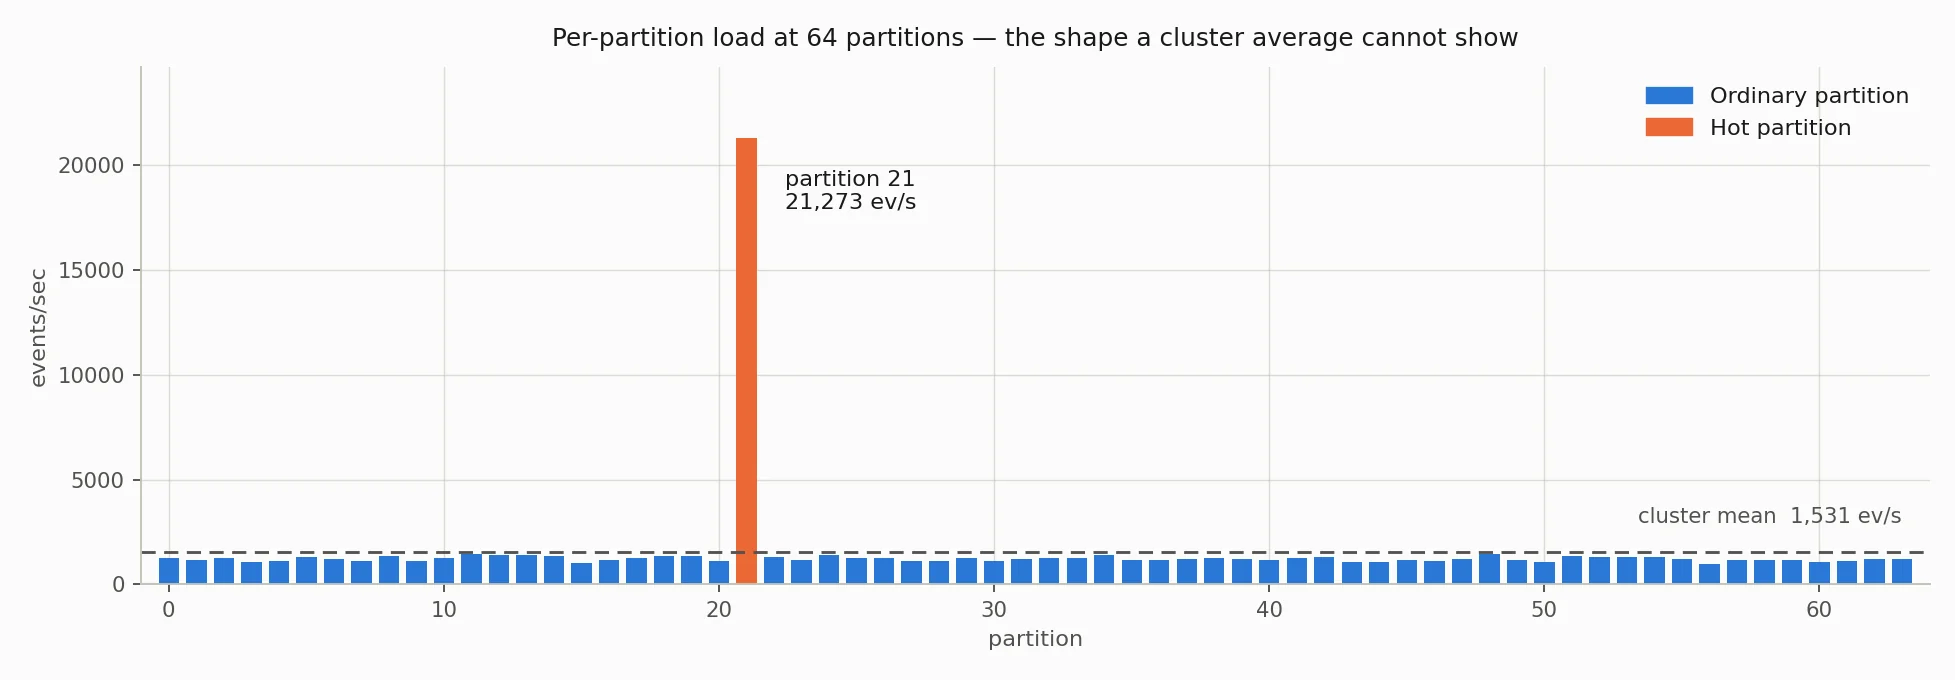 Per-partition load at 64 partitions — the shape a cluster average cannot show
Ordinary partition
Hot partition
partition 21
21,273 ev/s
cluster mean 1,531 ev/s
events/sec
20000
15000
10000
5000
0
0 10 20 30 40 50 60
partition